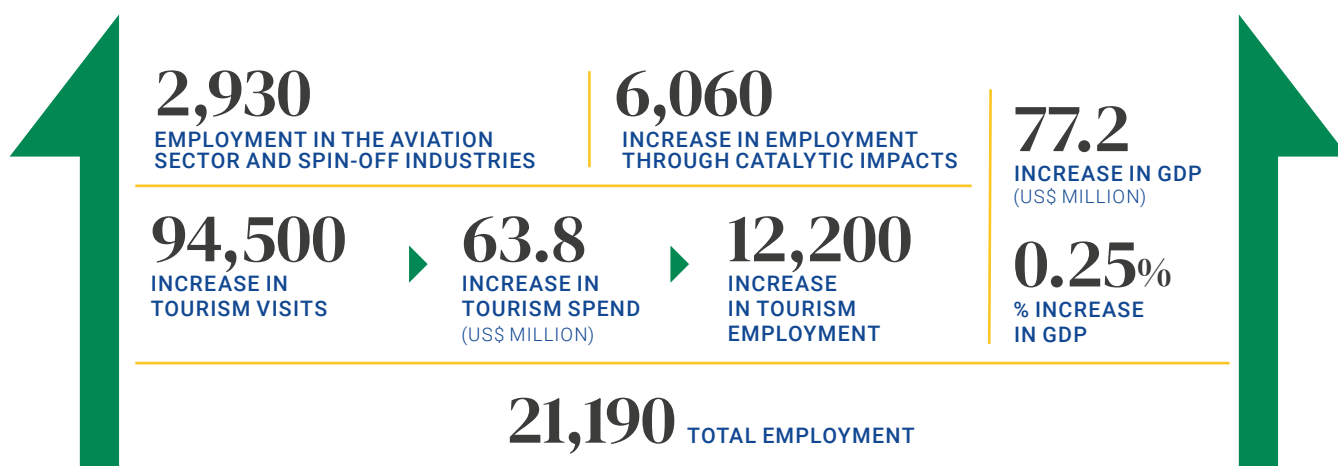 2,930
EMPLOYMENT IN THE AVIATION
SECTOR AND SPIN-OFF INDUSTRIES
6,060
INCREASE IN EMPLOYMENT
THROUGH CATALYTIC IMPACTS
94,500
INCREASE IN
TOURISM VISITS
63.8
INCREASE IN
TOURISM SPEND
(US$ MILLION)
12,200
INCREASE
IN TOURISM
EMPLOYMENT
77.2
INCREASE IN GDP
(US$ MILLION)
0.25%
% INCREASE
IN GDP
21,190 TOTAL EMPLOYMENT